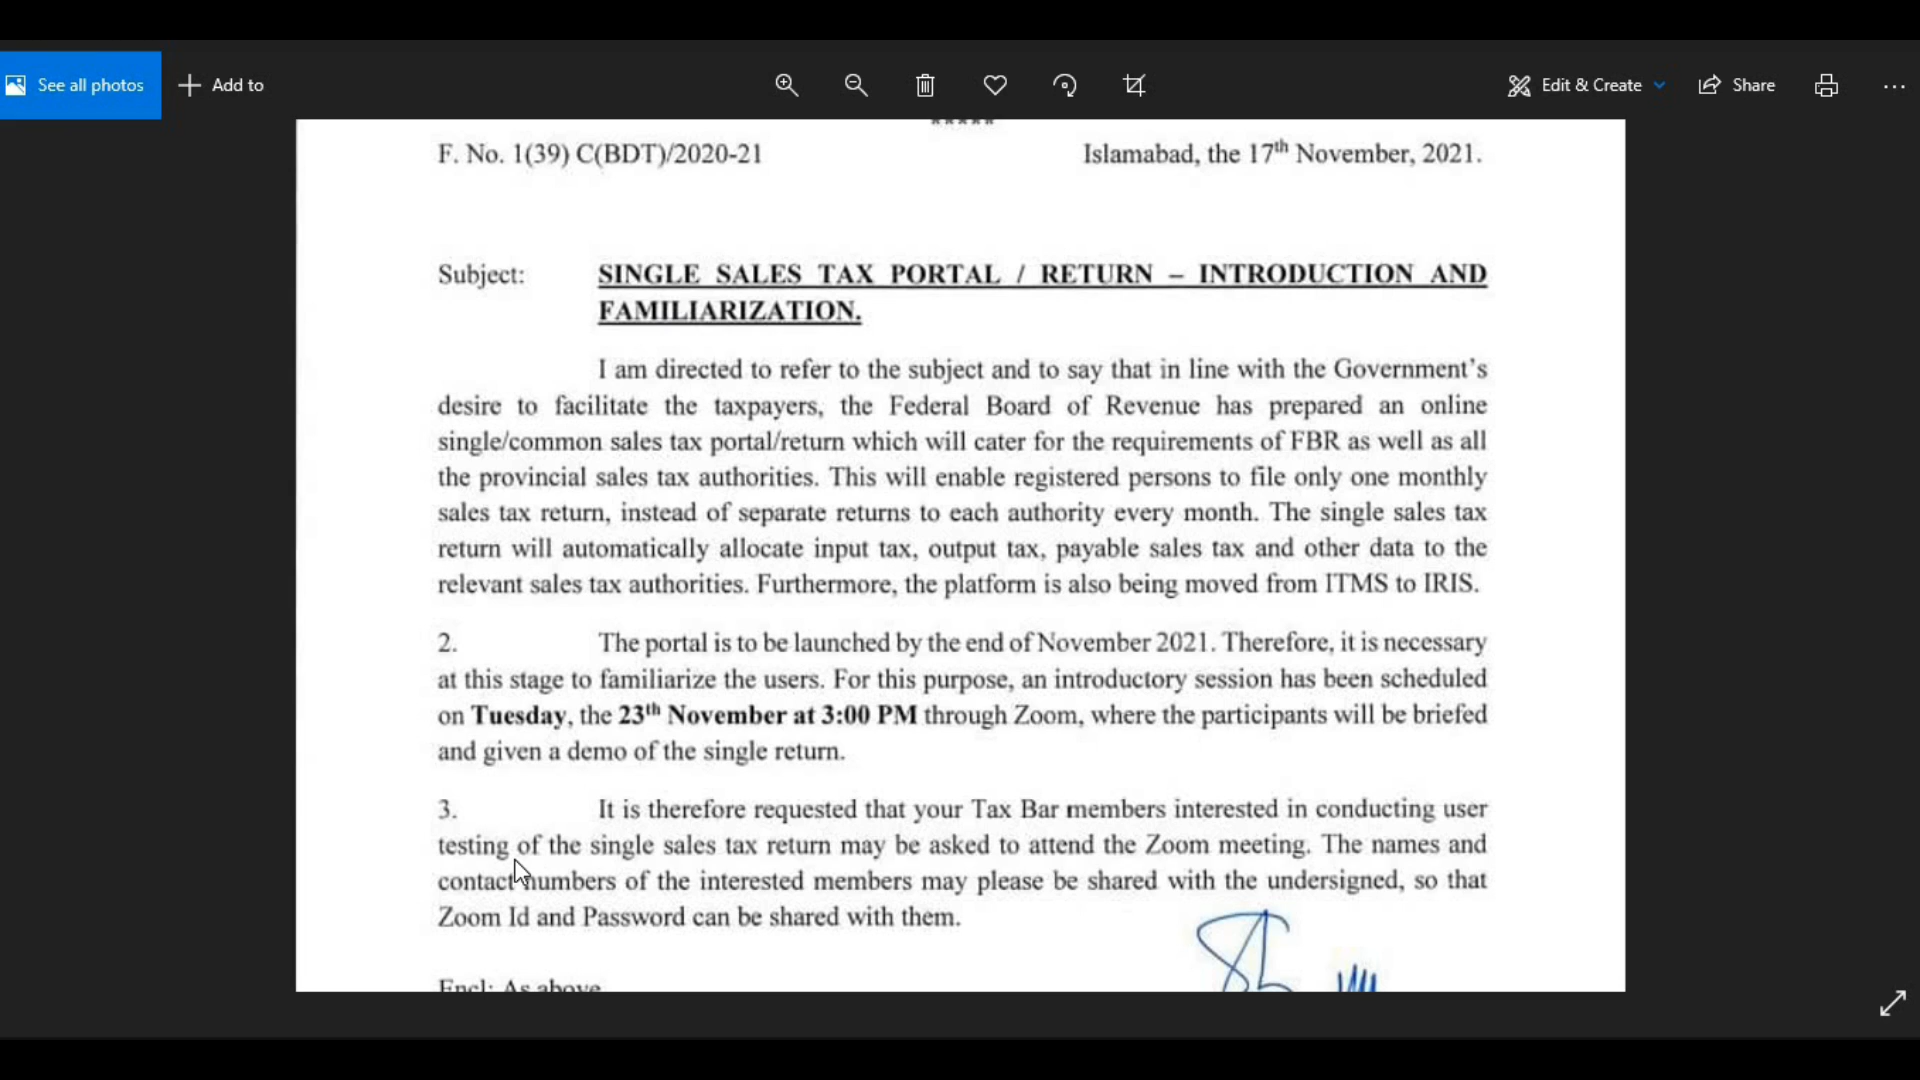 See all photos
Add to
Edit & Create
Share
*****
F. No. 1(39) C(BDT)/2020-21 Islamabad, the 17th November, 2021.
Subject: SINGLE SALES TAX PORTAL / RETURN – INTRODUCTION AND
FAMILIARIZATION.
I am directed to refer to the subject and to say that in line with the Government's
desire to facilitate the taxpayers, the Federal Board of Revenue has prepared an online
single/common sales tax portal/return which will cater for the requirements of FBR as well as all
the provincial sales tax authorities. This will enable registered persons to file only one monthly
sales tax return, instead of separate returns to each authority every month. The single sales tax
return will automatically allocate input tax, output tax, payable sales tax and other data to the
relevant sales tax authorities. Furthermore, the platform is also being moved from ITMS to IRIS.
2. The portal is to be launched by the end of November 2021. Therefore, it is necessary
at this stage to familiarize the users. For this purpose, an introductory session has been scheduled
on Tuesday, the 23th November at 3:00 PM through Zoom, where the participants will be briefed
and given a demo of the single return.
3. It is therefore requested that your Tax Bar members interested in conducting user
testing of the single sales tax return may be asked to attend the Zoom meeting. The names and
contact numbers of the interested members may please be shared with the undersigned, so that
Zoom Id and Password can be shared with them.
Encl: As above